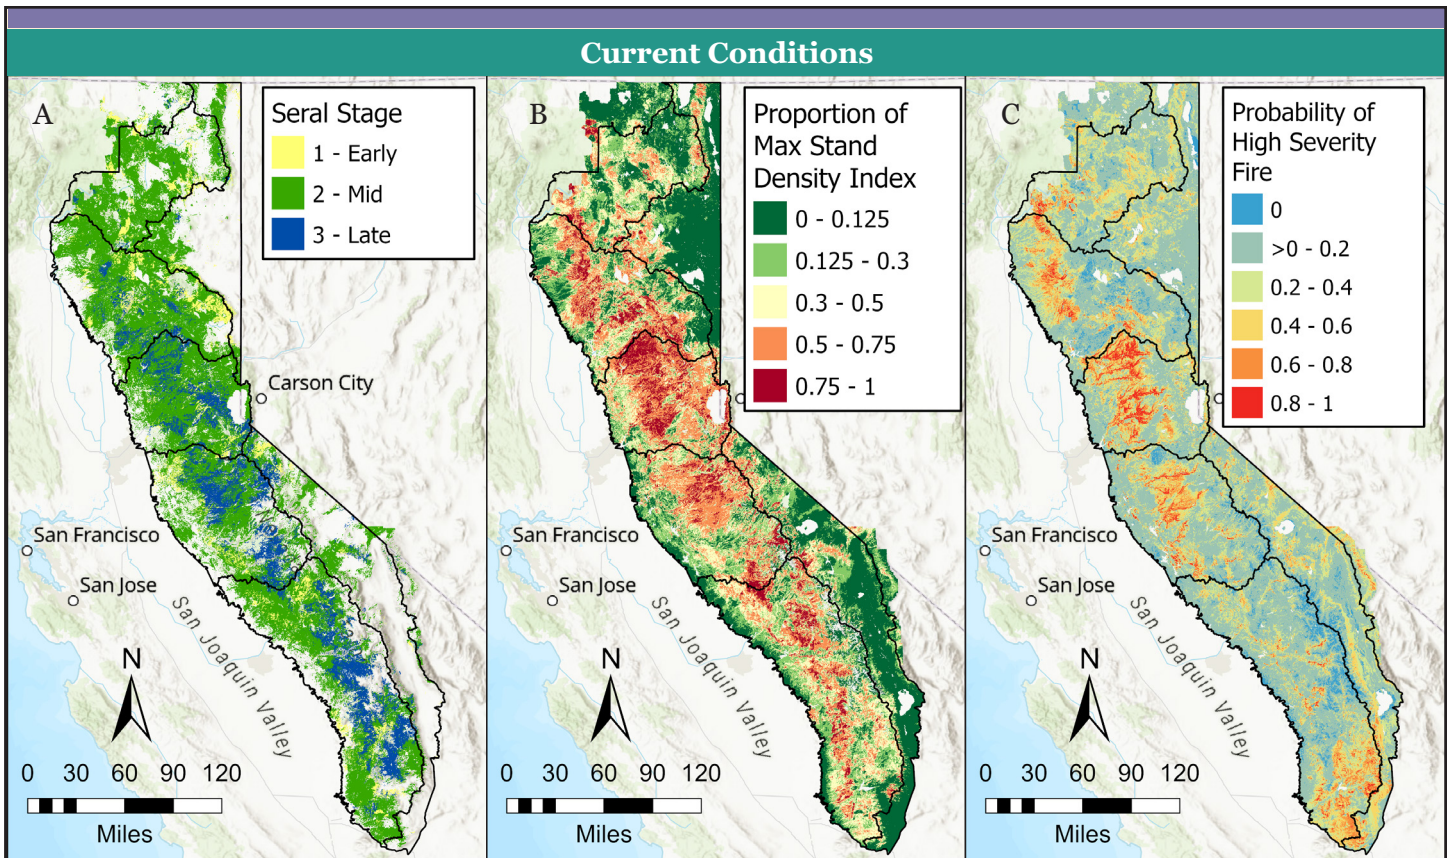 Current Conditions
A
Seral Stage
1 - Early
2 - Mid
3 - Late
Carson City
San Francisco
San Jose
San Joaquin Valley
N
0 30 60 90 120
Miles
B
Proportion of
Max Stand
Density Index
0 - 0.125
0.125 - 0.3
0.3 - 0.5
0.5 - 0.75
0.75 - 1
San Francisco
San Jose
San Joaquin Valley
N
0 30 60 90 120
Miles
C
Probability of
High Severity
Fire
0
>0 - 0.2
0.2 - 0.4
0.4 - 0.6
0.6 - 0.8
0.8 - 1
San Francisco
San Jose
San Joaquin Valley
N
0 30 60 90 120
Miles